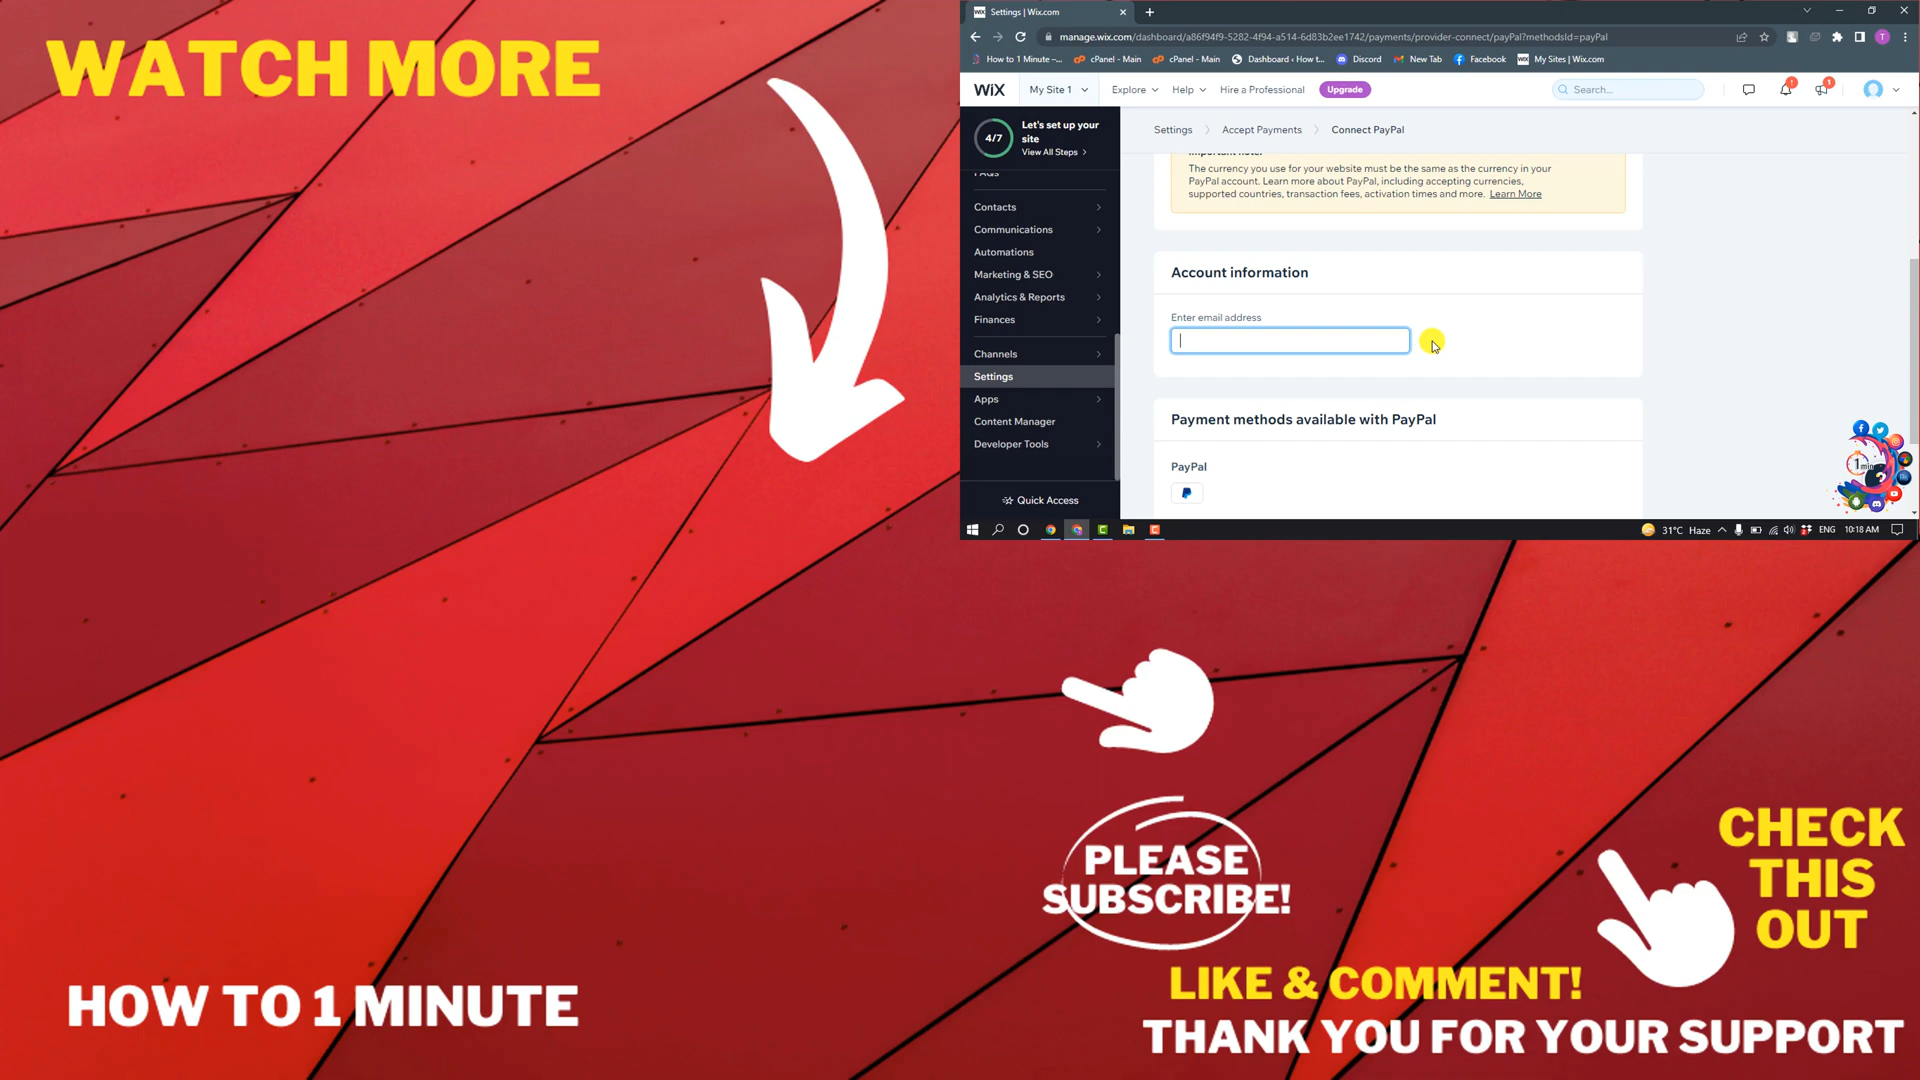 WATCH MORE
Settings | Wix.com
manage.wix.com/dashboard/a86f94f9-5282-4f94-a514-6d83b2ee1742/payments/provider-connect/payPal?methodsId=payPal
How to 1 Minute –...
cPanel - Main
cPanel - Main
Dashboard ‹ How t...
Discord
New Tab
Facebook
My Sites | Wix.com
WiX
My Site 1
Explore
Help
Hire a Professional
Upgrade
Search...
4/7
Let's set up your
site
View All Steps
FAQs
Contacts
Communications
Automations
Marketing & SEO
Analytics & Reports
Finances
Channels
Settings
Apps
Content Manager
Developer Tools
Quick Access
Settings
Accept Payments
Connect PayPal
Important note:
The currency you use for your website must be the same as the currency in your
PayPal account. Learn more about PayPal, including accepting currencies,
supported countries, transaction fees, activation times and more. Learn More
Account information
Enter email address
Payment methods available with PayPal
PayPal
31°C Haze
ENG
10:18 AM
PLEASE
SUBSCRIBE!
CHECK
THIS
OUT
LIKE & COMMENT!
HOW TO 1 MINUTE
THANK YOU FOR YOUR SUPPORT